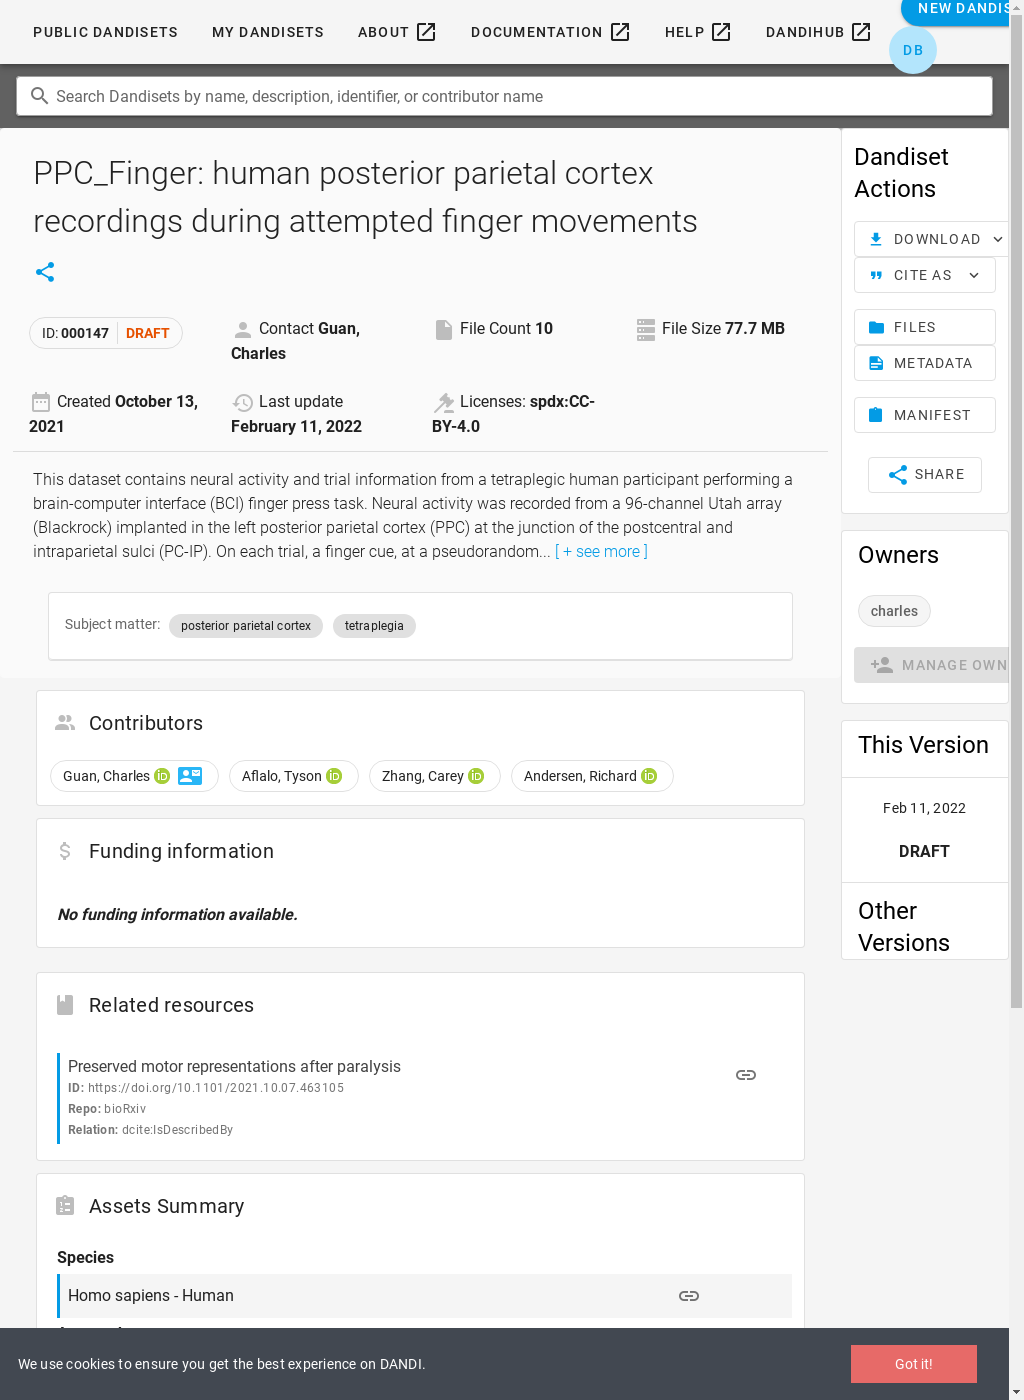 PUBLIC DANDISETS
MY DANDISETS
ABOUT
DOCUMENTATION
HELP
DANDIHUB
NEW DANDIS
DB
Search Dandisets by name, description, identifier, or contributor name
PPC_Finger: human posterior parietal cortex
recordings during attempted finger movements
ID: 000147 DRAFT
Contact Guan,
Charles
File Count 10
File Size 77.7 MB
Created October 13,
2021
Last update
February 11, 2022
Licenses: spdx:CC-
BY-4.0
This dataset contains neural activity and trial information from a tetraplegic human participant performing a
brain-computer interface (BCI) finger press task. Neural activity was recorded from a 96-channel Utah array
(Blackrock) implanted in the left posterior parietal cortex (PPC) at the junction of the postcentral and
intraparietal sulci (PC-IP). On each trial, a finger cue, at a pseudorandom... [ + see more ]
Subject matter: posterior parietal cortex tetraplegia
Contributors
Guan, Charles iD
Aflalo, Tyson iD
Zhang, Carey iD
Andersen, Richard iD
Funding information
No funding information available.
Related resources
Preserved motor representations after paralysis
ID: https://doi.org/10.1101/2021.10.07.463105
Repo: bioRxiv
Relation: dcite:IsDescribedBy
Assets Summary
Species
Homo sapiens - Human
Dandiset
Actions
DOWNLOAD
CITE AS
FILES
METADATA
MANIFEST
SHARE
Owners
charles
MANAGE OWN
This Version
Feb 11, 2022
DRAFT
Other
Versions
We use cookies to ensure you get the best experience on DANDI.
Got it!